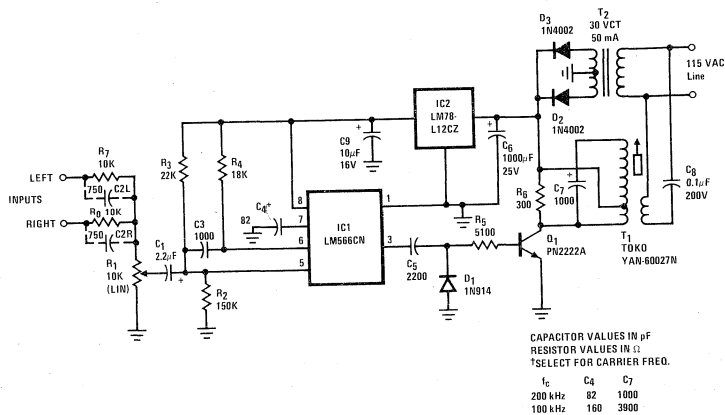 D3
1N4002
T2
30 VCT
50 mA
115 VAC
Line
IC2
LM78-
L12CZ
D2
1N4002
R7
10K
R3
22K
R4
18K
C9
10μF
16V
+
C6
1000μF
25V
+
LEFT
750
C2L
INPUTS
R6
300
C7
1000
+
C8
0.1μF
200V
RIGHT
R8 10K
750
C2R
C4†
82
8
7
1
IC1
LM566CN
C3
1000
6
3
R5
5100
Q1
PN2222A
T1
TOKO
YAN-60027N
C1
2.2μF
+
5
R1
10K
(LIN)
C5
2200
D1
1N914
R2
150K
CAPACITOR VALUES IN pF
RESISTOR VALUES IN Ω
†SELECT FOR CARRIER FREQ.
fc C4 C7
200 kHz 82 1000
100 kHz 160 3900